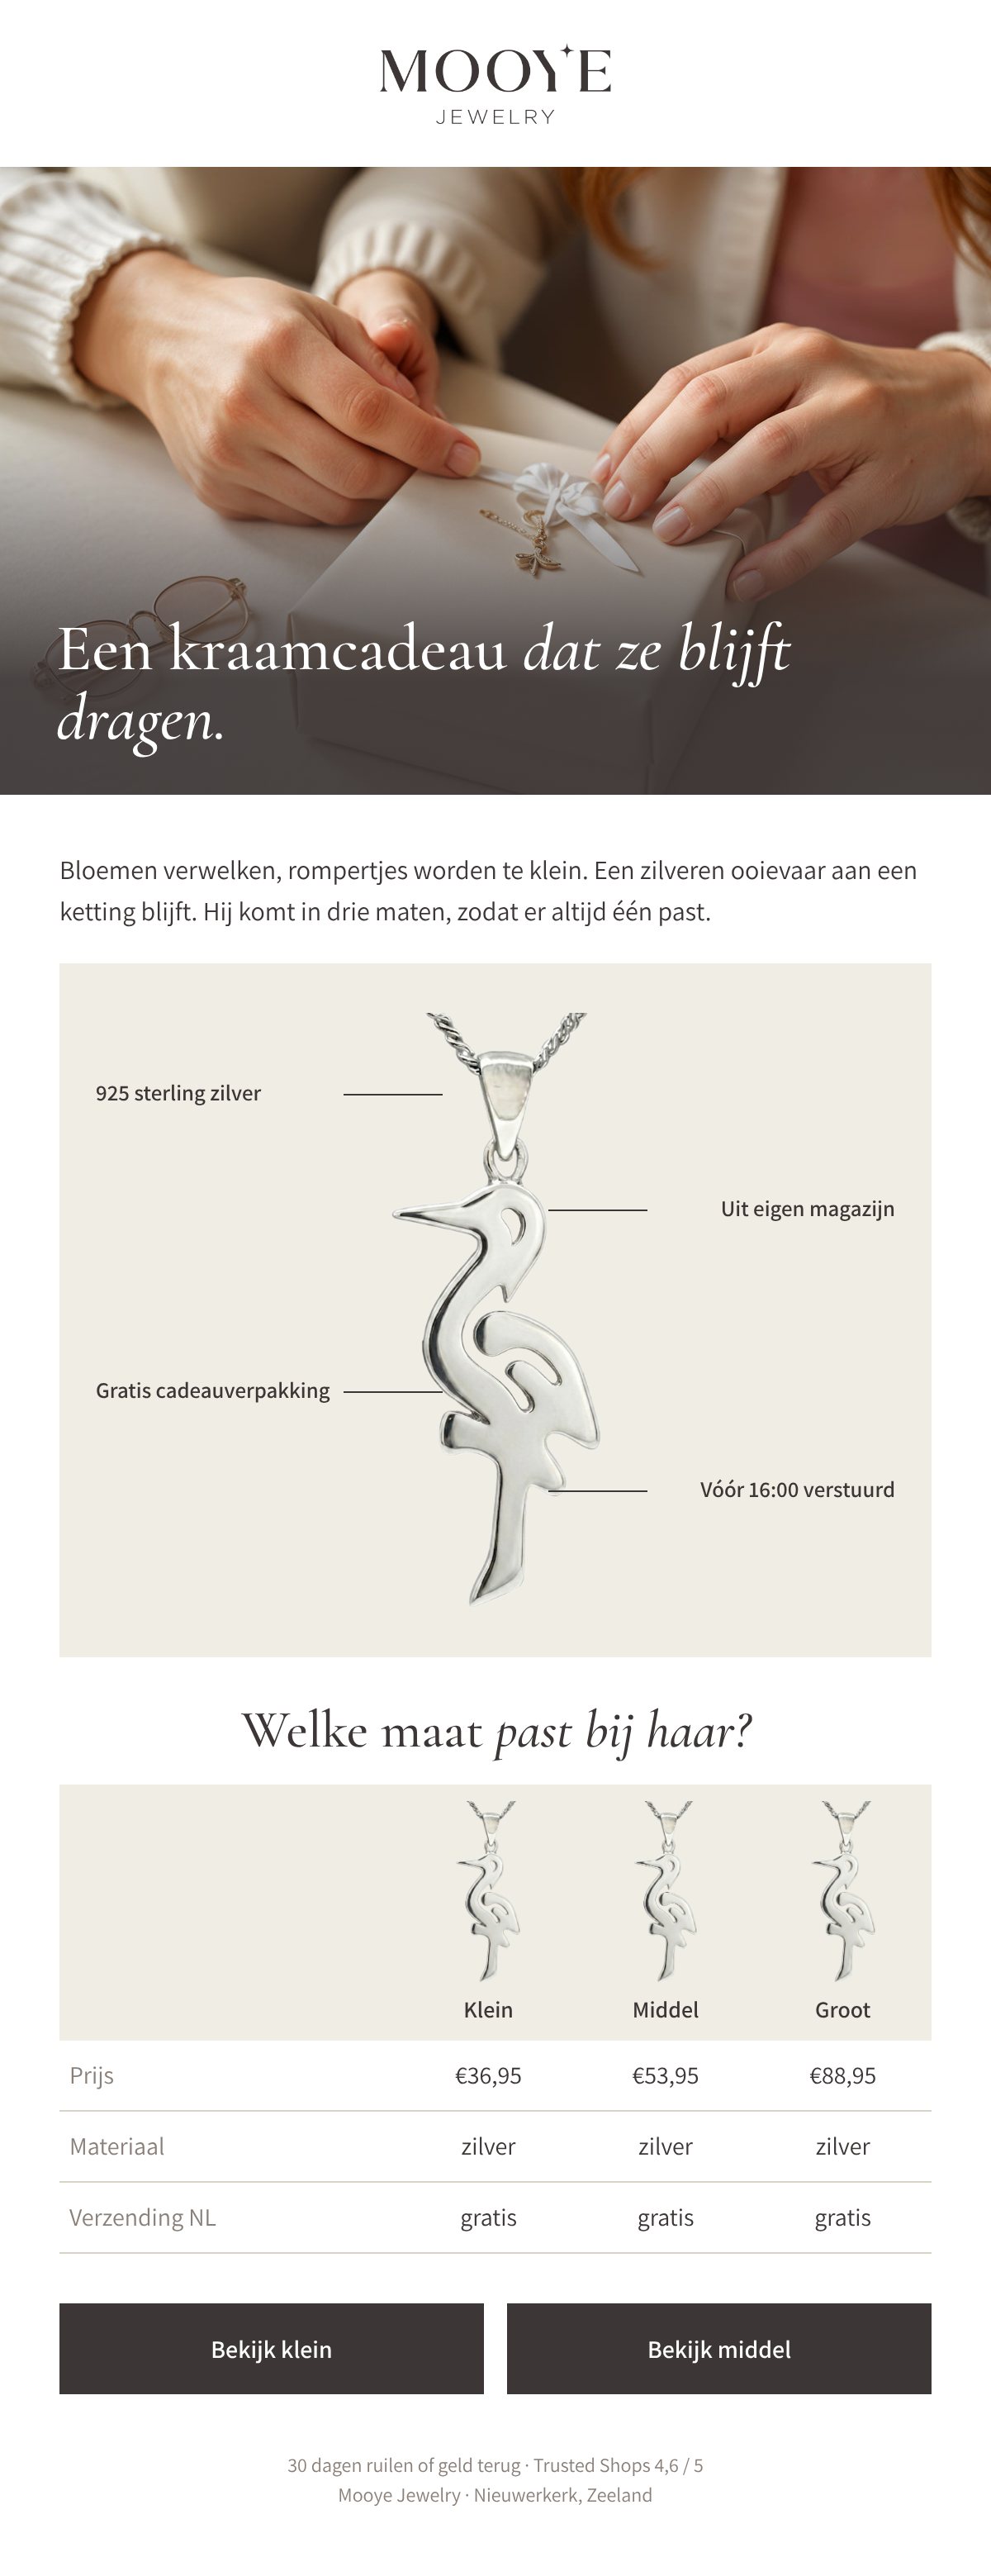 MOOYE
JEWELRY
Een kraamcadeau dat ze blijft
dragen.
Bloemen verwelken, rompertjes worden te klein. Een zilveren ooievaar aan een
ketting blijft. Hij komt in drie maten, zodat er altijd één past.
925 sterling zilver
Uit eigen magazijn
Gratis cadeauverpakking
Vóór 16:00 verstuurd
Welke maat past bij haar?
Klein Middel Groot
Prijs €36,95 €53,95 €88,95
Materiaal zilver zilver zilver
Verzending NL gratis gratis gratis
Bekijk klein Bekijk middel
30 dagen ruilen of geld terug · Trusted Shops 4,6 / 5
Mooye Jewelry · Nieuwerkerk, Zeeland